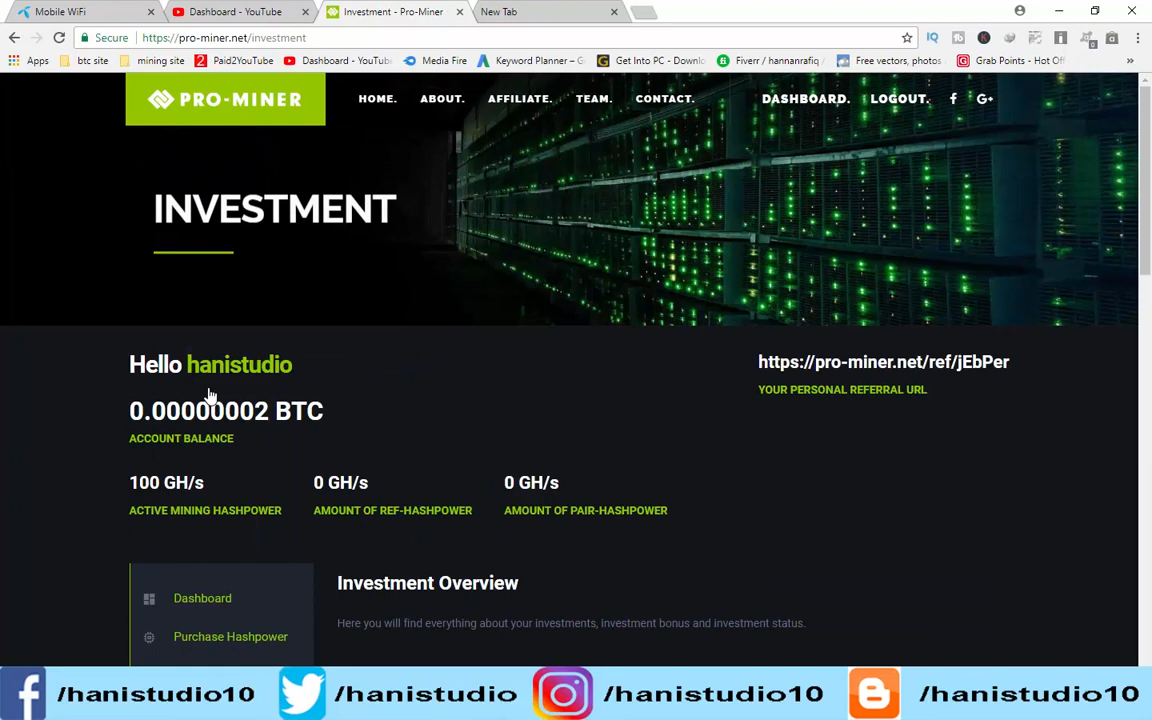 Mobile WiFi
Dashboard - YouTube
Investment - Pro-Miner
New Tab
Secure
https://pro-miner.net/investment
Apps
btc site
mining site
Paid2YouTube
Dashboard - YouTub
Media Fire
Keyword Planner – G
Get Into PC - Downlo
Fiverr / hannanrafiq /
Free vectors, photos
Grab Points - Hot Off
PRO-MINER
HOME.
ABOUT.
AFFILIATE.
TEAM.
CONTACT.
DASHBOARD.
LOGOUT.
INVESTMENT
Hello hanistudio
0.00000002 BTC
ACCOUNT BALANCE
https://pro-miner.net/ref/jEbPer
YOUR PERSONAL REFERRAL URL
100 GH/s
ACTIVE MINING HASHPOWER
0 GH/s
AMOUNT OF REF-HASHPOWER
0 GH/s
AMOUNT OF PAIR-HASHPOWER
Dashboard
Purchase Hashpower
Investment Overview
Here you will find everything about your investments, investment bonus and investment status.
/hanistudio10
/hanistudio
/hanistudio10
/hanistudio10